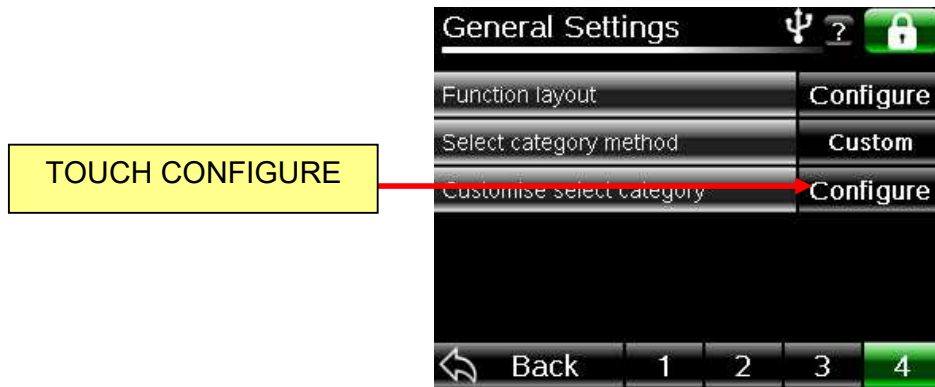 General Settings ?
Function layout Configure
Select category method Custom
TOUCH CONFIGURE
Customise select category Configure
Back 1 2 3 4